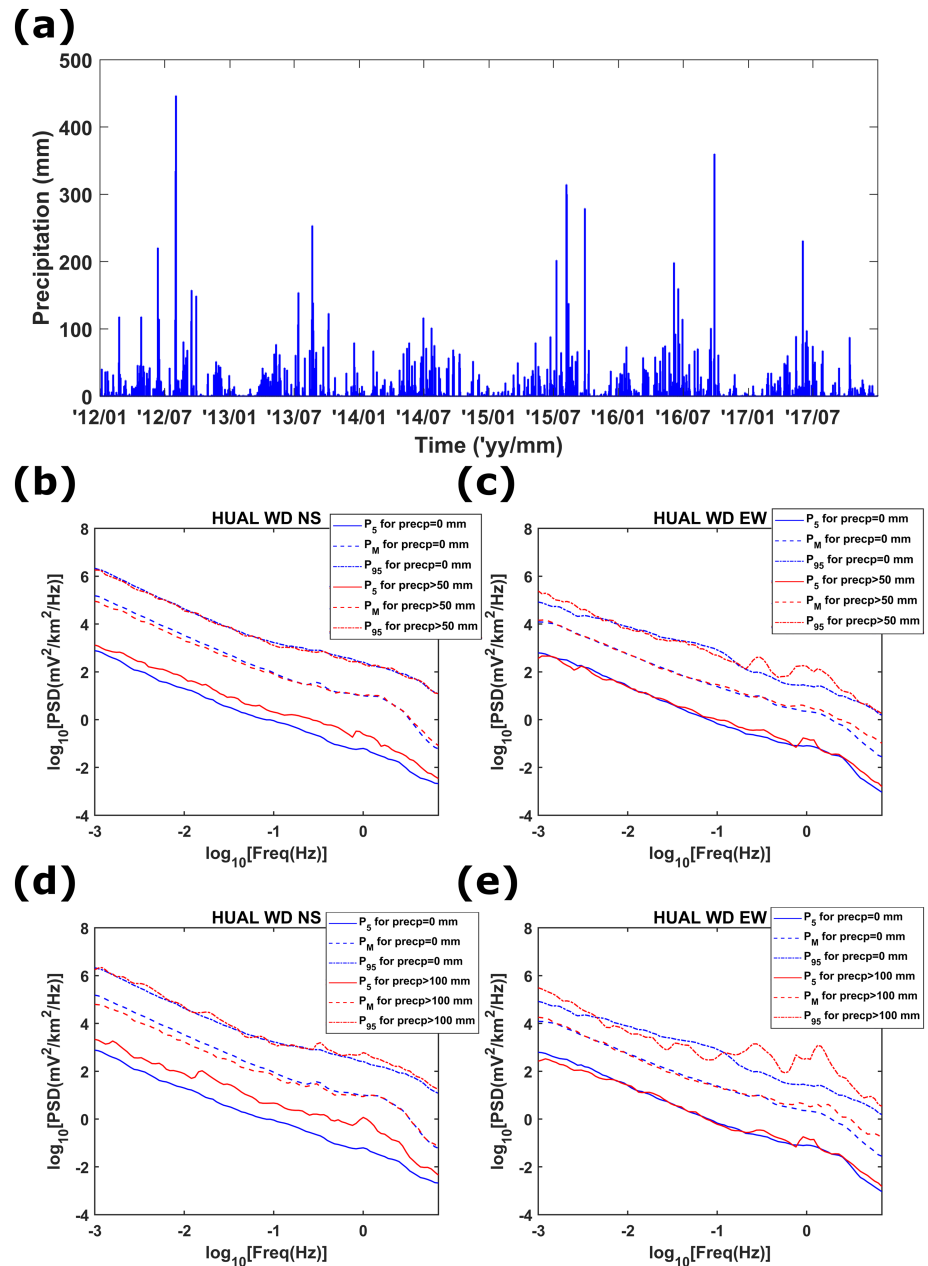 (a)
500
400
300
200
100
0
Precipitation (mm)
'12/01 '12/07 '13/01 '13/07 '14/01 '14/07 '15/01 '15/07 '16/01 '16/07 '17/01 '17/07
Time ('yy/mm)
(b)
HUAL WD NS
P5 for precp=0 mm
PM for precp=0 mm
P95 for precp=0 mm
P5 for precp>50 mm
PM for precp>50 mm
P95 for precp>50 mm
8
6
4
2
0
-2
-4
log10[PSD(mV2/km2/Hz)]
-3 -2 -1 0
log10[Freq(Hz)]
(c)
HUAL WD EW
P5 for precp=0 mm
PM for precp=0 mm
P95 for precp=0 mm
P5 for precp>50 mm
PM for precp>50 mm
P95 for precp>50 mm
8
6
4
2
0
-2
-4
log10[PSD(mV2/km2/Hz)]
-3 -2 -1 0
log10[Freq(Hz)]
(d)
HUAL WD NS
P5 for precp=0 mm
PM for precp=0 mm
P95 for precp=0 mm
P5 for precp>100 mm
PM for precp>100 mm
P95 for precp>100 mm
8
6
4
2
0
-2
-4
log10[PSD(mV2/km2/Hz)]
-3 -2 -1 0
log10[Freq(Hz)]
(e)
HUAL WD EW
P5 for precp=0 mm
PM for precp=0 mm
P95 for precp=0 mm
P5 for precp>100 mm
PM for precp>100 mm
P95 for precp>100 mm
8
6
4
2
0
-2
-4
log10[PSD(mV2/km2/Hz)]
-3 -2 -1 0
log10[Freq(Hz)]